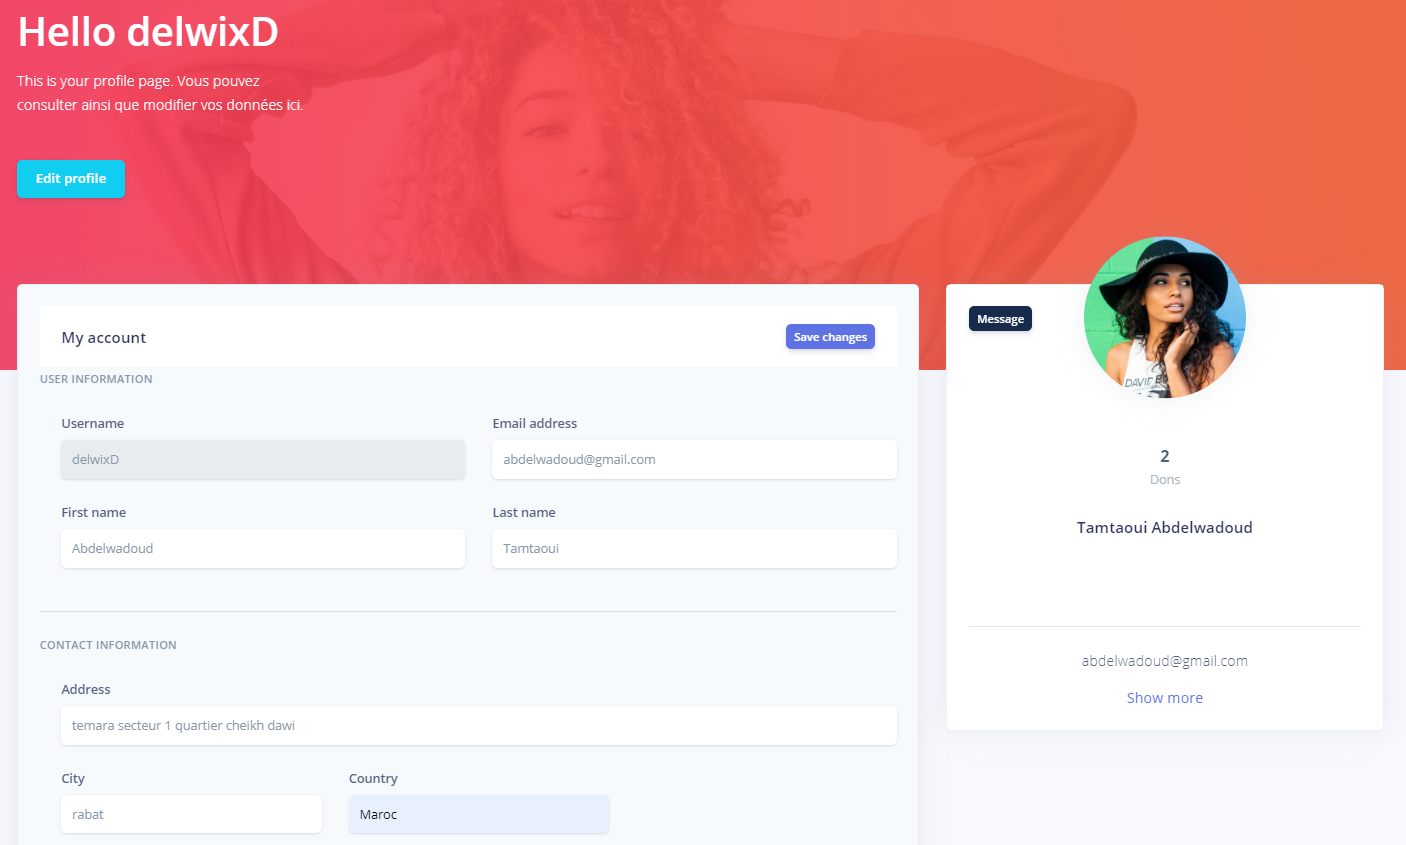 Hello delwixD
This is your profile page. Vous pouvez
consulter ainsi que modifier vos données ici.
Edit profile
My account
Save changes
USER INFORMATION
Username
Email address
delwixD
abdelwadoud@gmail.com
First name
Last name
Abdelwadoud
Tamtaoui
CONTACT INFORMATION
Address
temara secteur 1 quartier cheikh dawi
City
Country
rabat
Maroc
Message
DAVID BO
2
Dons
Tamtaoui Abdelwadoud
abdelwadoud@gmail.com
Show more